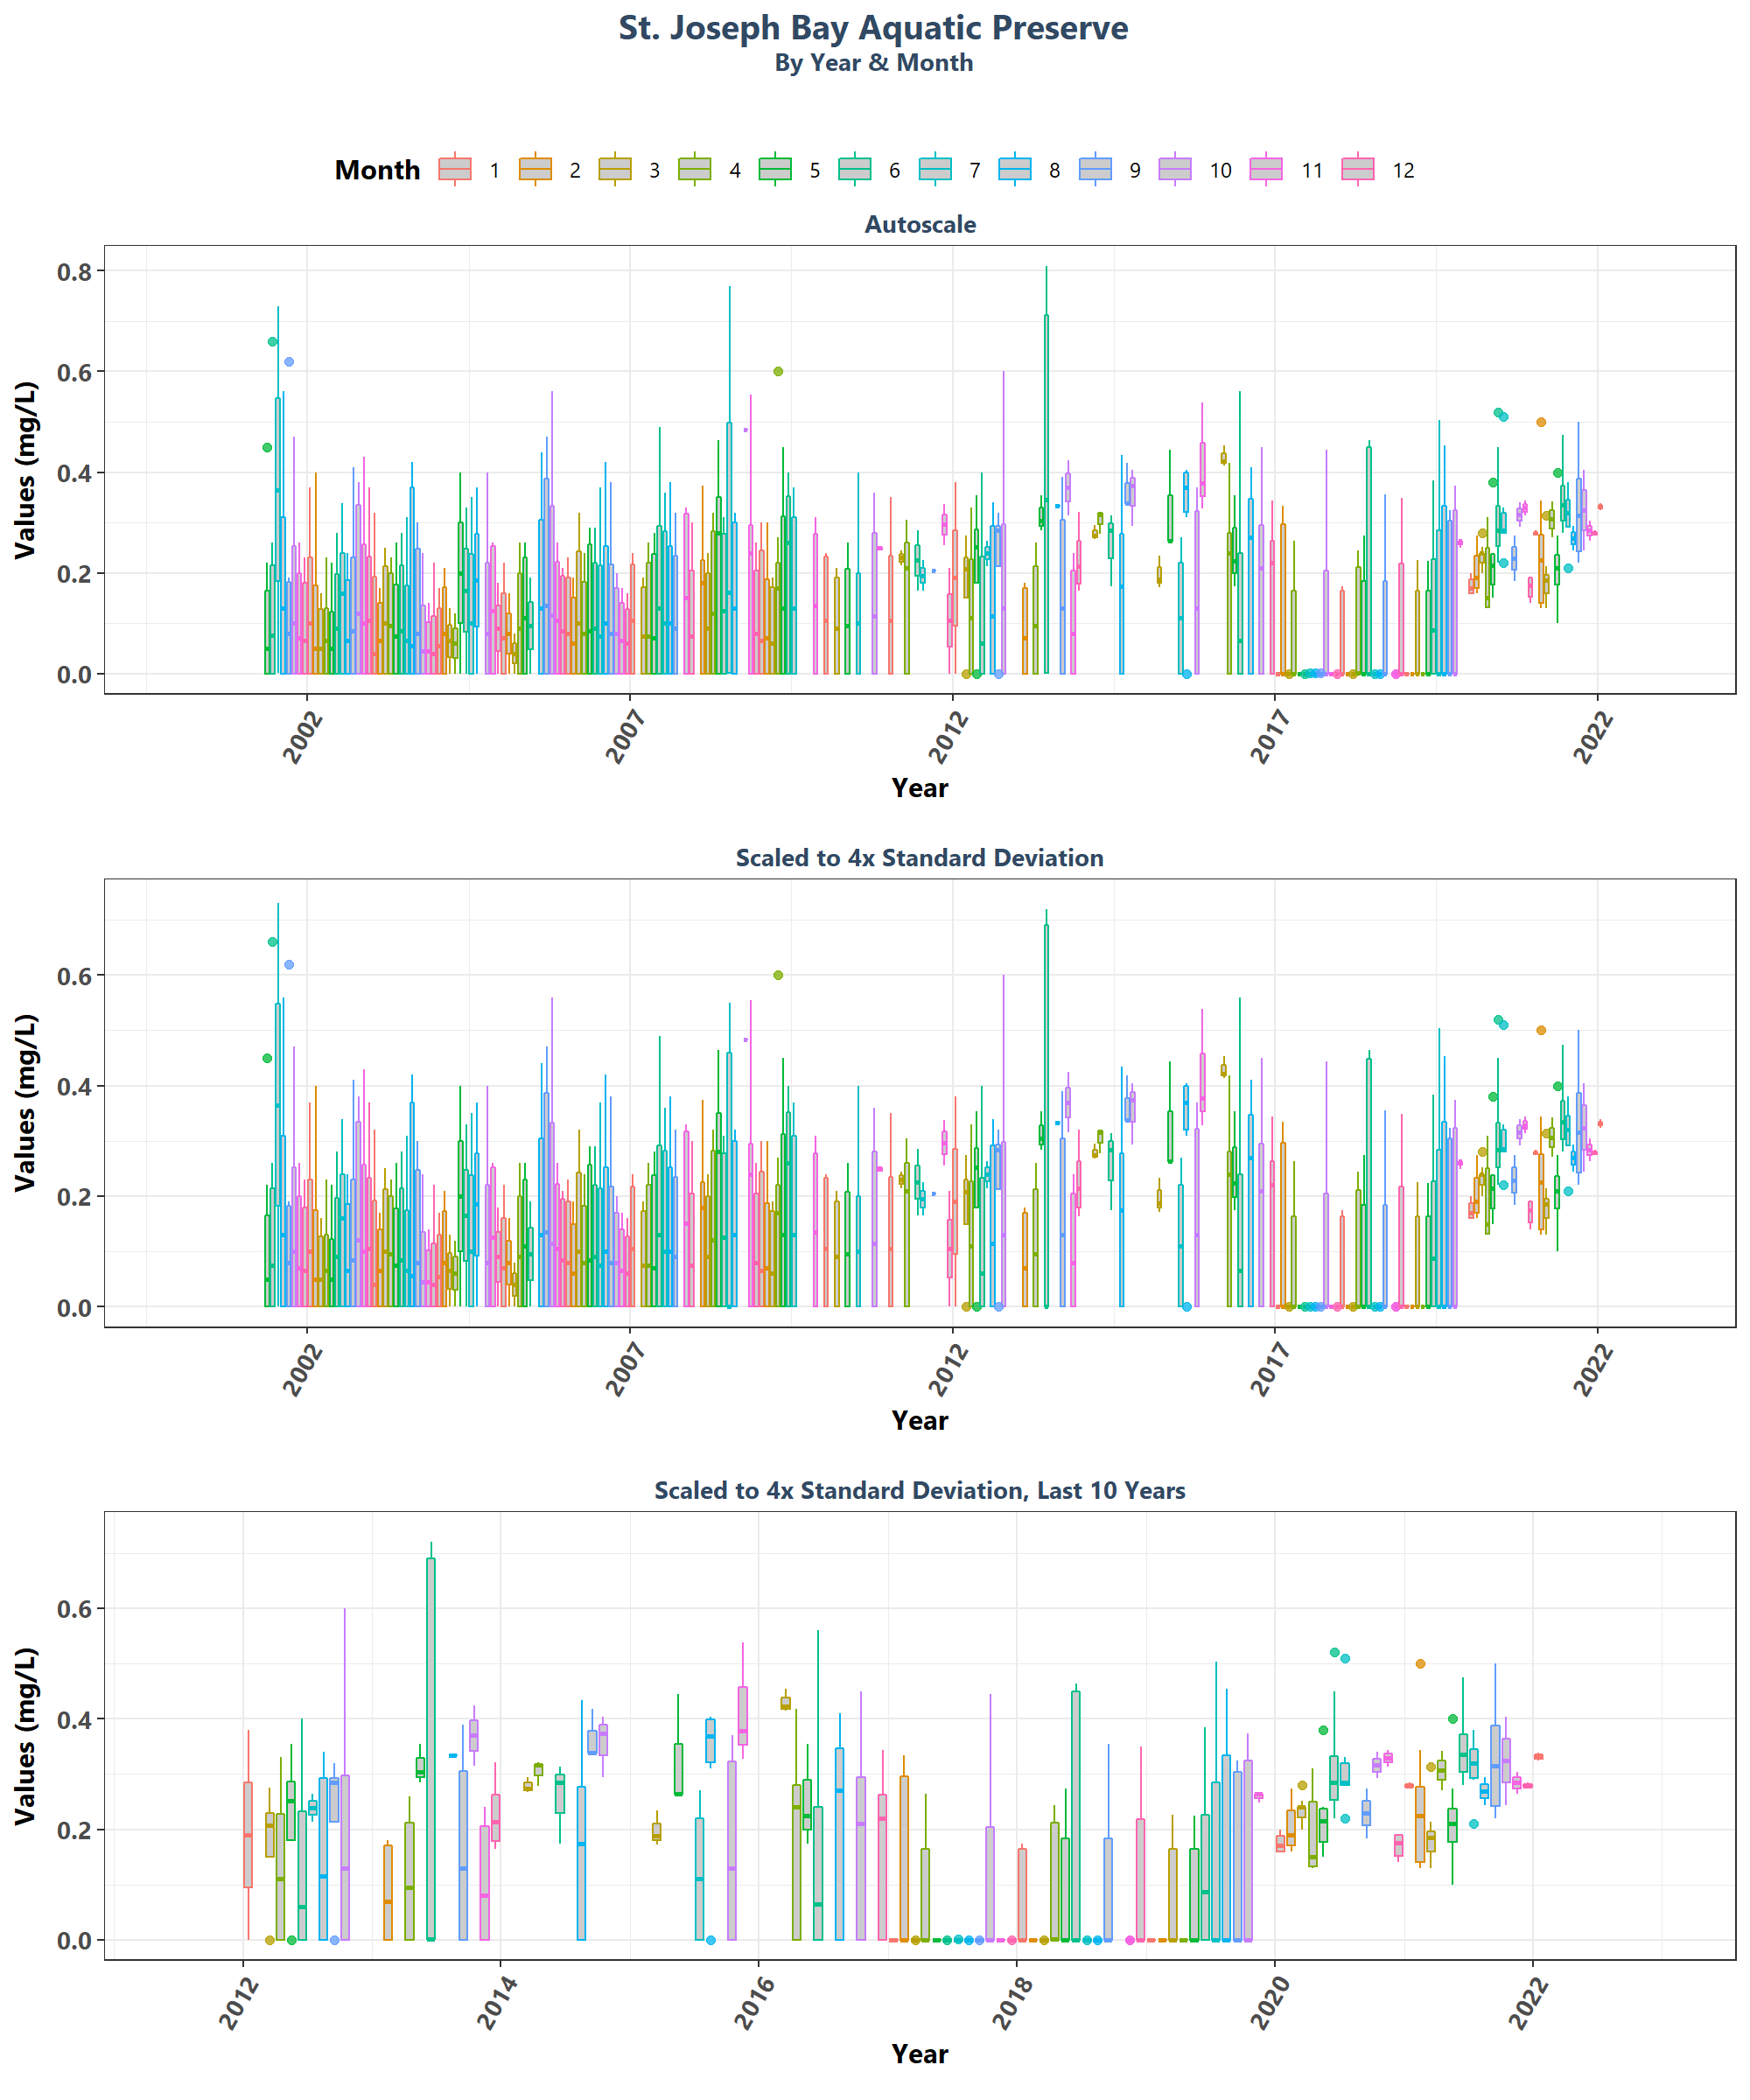 St. Joseph Bay Aquatic Preserve
By Year & Month
Month 1 2 3 4 5 6 7 8 9 10 11 12
Autoscale
Values (mg/L)
0.8
0.6
0.4
0.2
0.0
2002 2007 2012 2017 2022
Year
Scaled to 4x Standard Deviation
Values (mg/L)
0.6
0.4
0.2
0.0
2002 2007 2012 2017 2022
Year
Scaled to 4x Standard Deviation, Last 10 Years
Values (mg/L)
0.6
0.4
0.2
0.0
2012 2014 2016 2018 2020 2022
Year